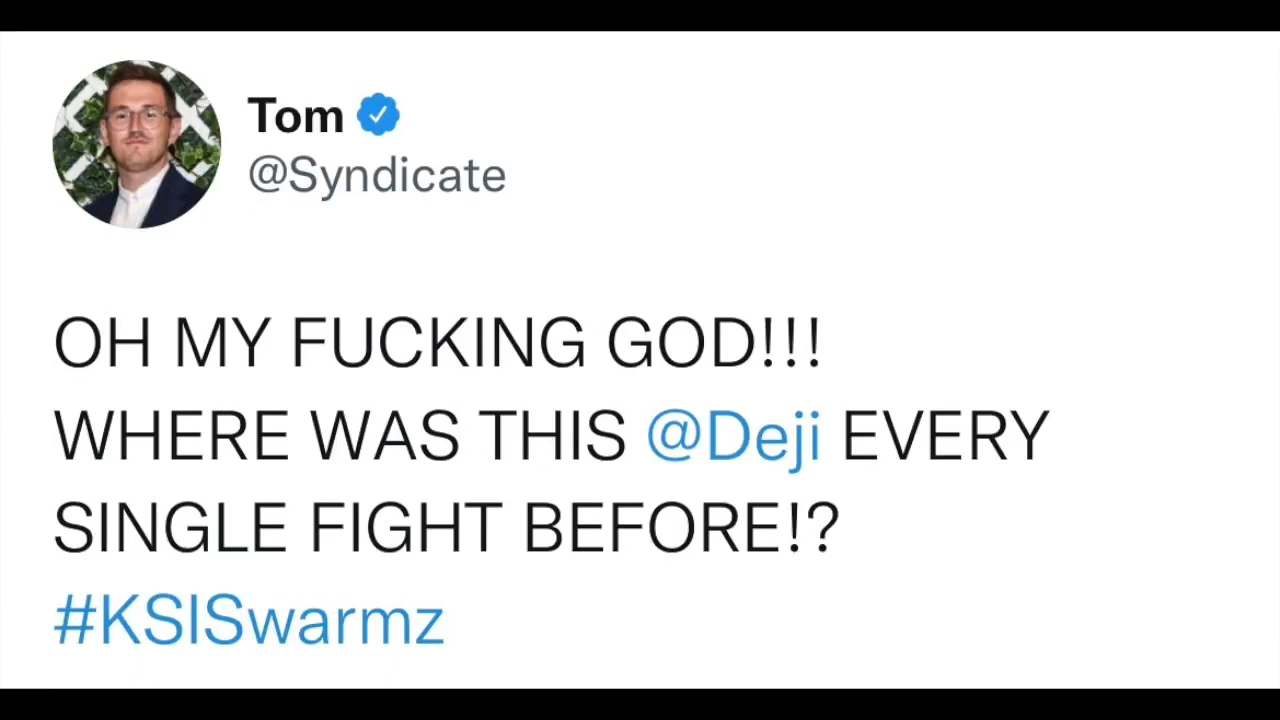 Tom
@Syndicate
OH MY FUCKING GOD!!!
WHERE WAS THIS @Deji EVERY
SINGLE FIGHT BEFORE!?
#KSISwarmz